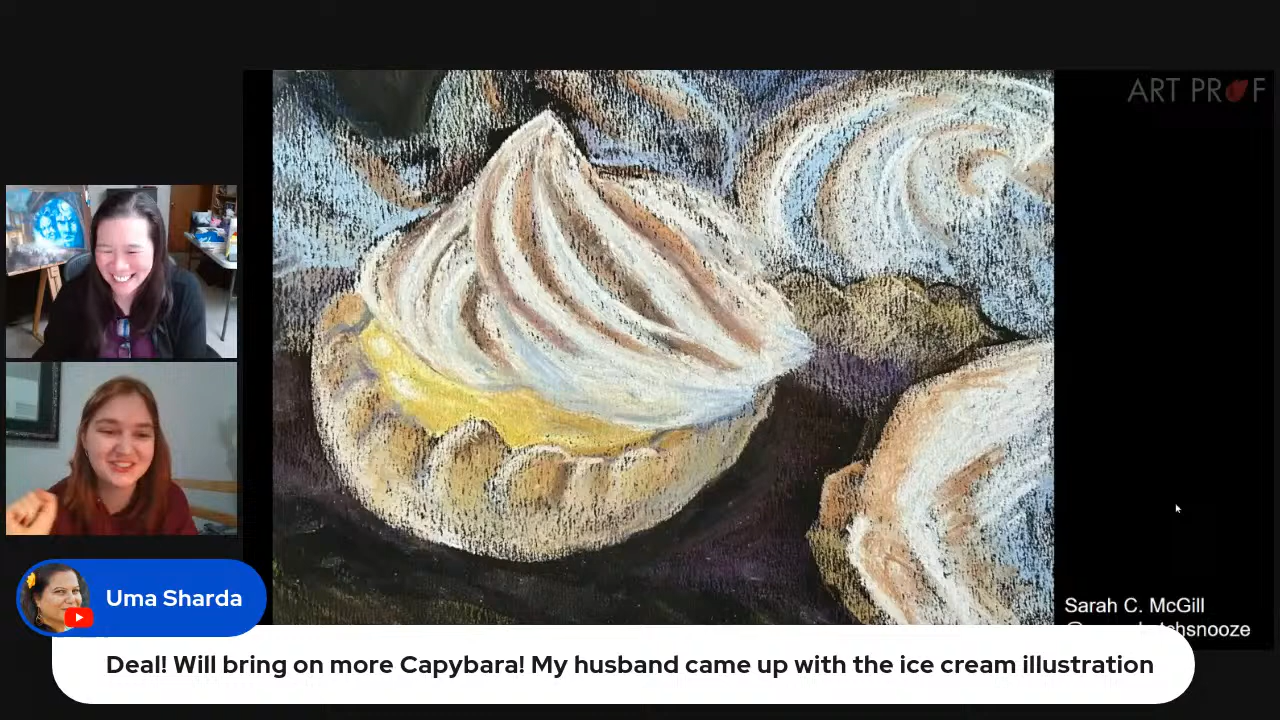 ART PROF
Sarah C. McGill
Uma Sharda
Deal! Will bring on more Capybara! My husband came up with the ice cream illustration